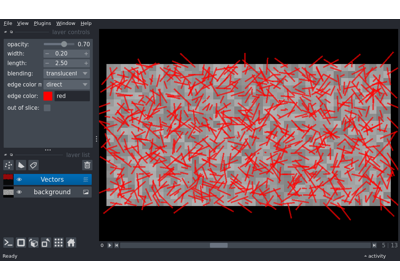 File View Plugins Window Help
layer controls
opacity: 0.70
width: 0.20
length: 2.50
blending: translucent
edge color m direct
edge color: red
out of slice:
layer list
Vectors
background
0 5 13
Ready activity